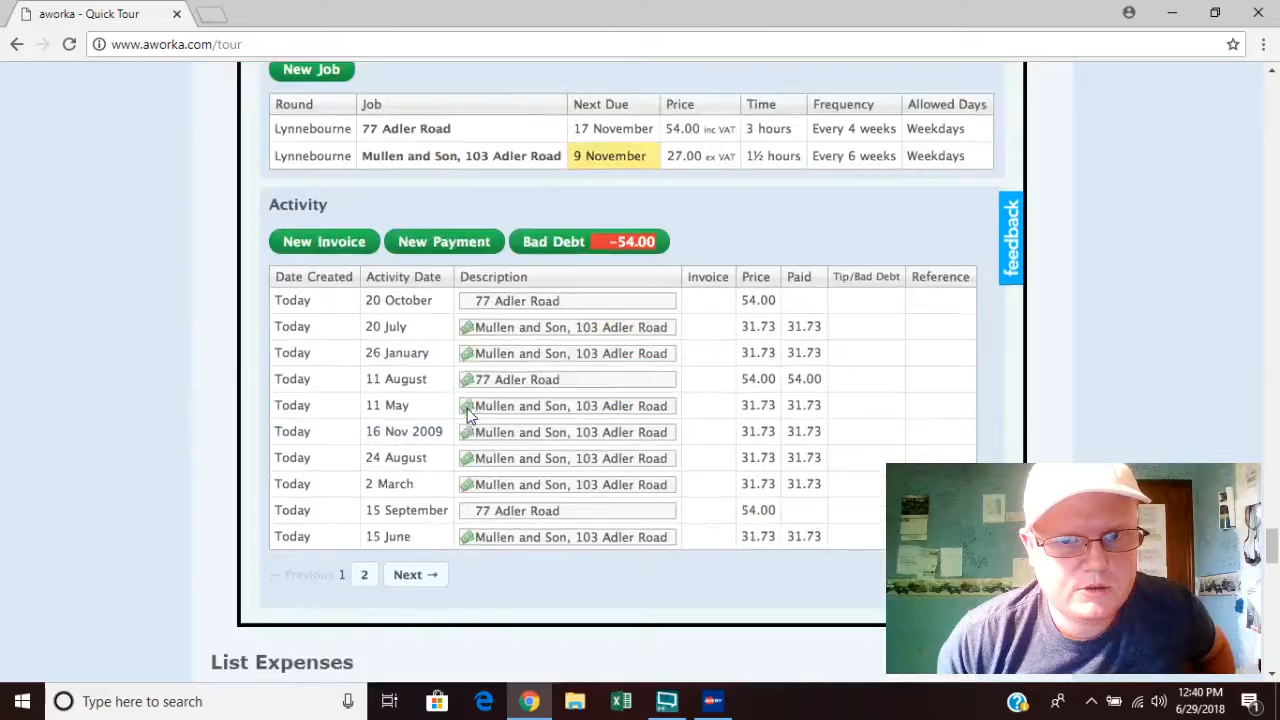 aworka - Quick Tour
www.aworka.com/tour
New Job
Round Job Next Due Price Time Frequency Allowed Days
Lynnebourne 77 Adler Road 17 November 54.00 inc VAT 3 hours Every 4 weeks Weekdays
Lynnebourne Mullen and Son, 103 Adler Road 9 November 27.00 ex VAT 1½ hours Every 6 weeks Weekdays
Activity
feedback
New Invoice New Payment Bad Debt -54.00
Date Created Activity Date Description Invoice Price Paid Tip/Bad Debt Reference
Today 20 October 77 Adler Road 54.00
Today 20 July Mullen and Son, 103 Adler Road 31.73 31.73
Today 26 January Mullen and Son, 103 Adler Road 31.73 31.73
Today 11 August 77 Adler Road 54.00 54.00
Today 11 May Mullen and Son, 103 Adler Road 31.73 31.73
Today 16 Nov 2009 Mullen and Son, 103 Adler Road 31.73 31.73
Today 24 August Mullen and Son, 103 Adler Road 31.73 31.73
Today 2 March Mullen and Son, 103 Adler Road 31.73 31.73
Today 15 September 77 Adler Road 54.00
Today 15 June Mullen and Son, 103 Adler Road 31.73 31.73
← Previous 1 2 Next →
List Expenses
Type here to search
12:40 PM
6/29/2018